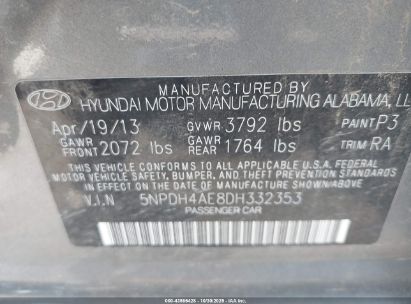 MANUFACTURED BY
HYUNDAI MOTOR MANUFACTURING ALABAMA, LL
Apr/19/13 GVWR 3792 lbs PAINT P3
GAWR FRONT 2072 lbs GAWR REAR 1764 lbs TRIM RA
THIS VEHICLE CONFORMS TO ALL APPLICABLE U.S. FEDERAL
MOTOR VEHICLE SAFETY, BUMPER, AND THEFT PREVENTION STANDARDS
IN EFFECT ON THE DATE OF MANUFACTURE SHOWN ABOVE.
V.I.N 5NPDH4AE8DH332353
PASSENGER CAR